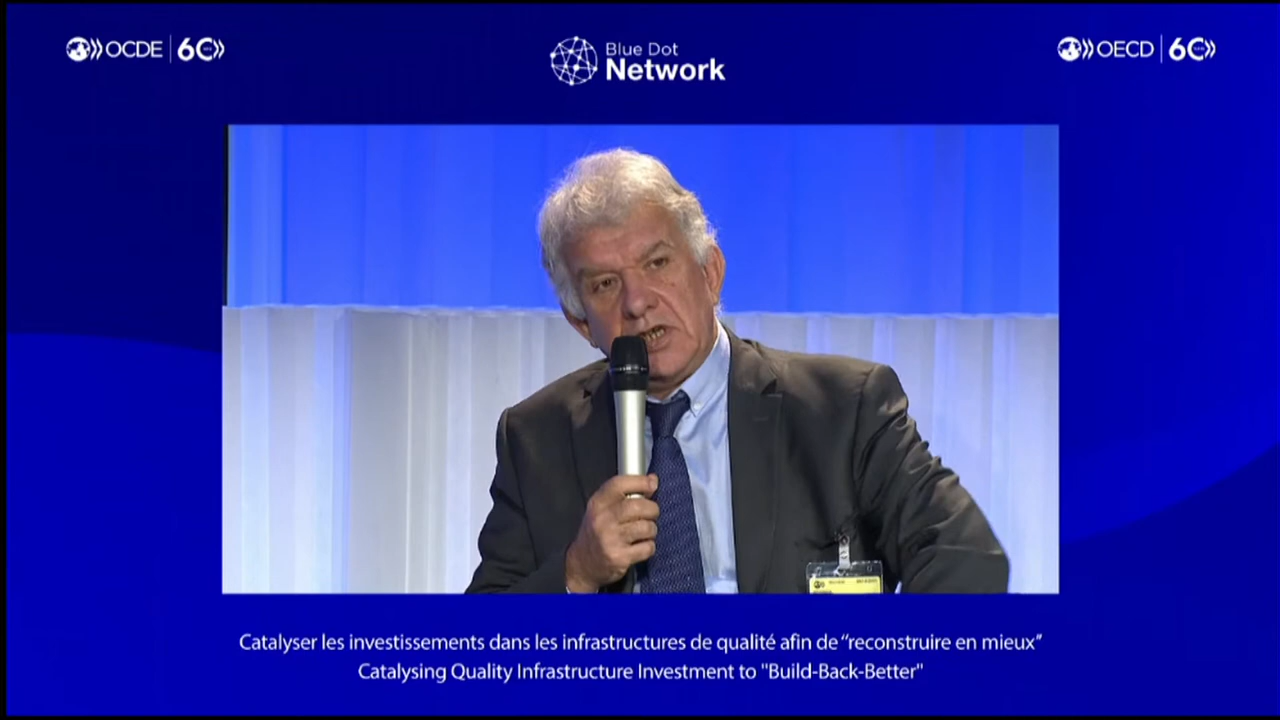 OCDE 60
Blue Dot
Network
OECD 60
Catalyser les investissements dans les infrastructures de qualité afin de “reconstruire en mieux”
Catalysing Quality Infrastructure Investment to "Build-Back-Better"